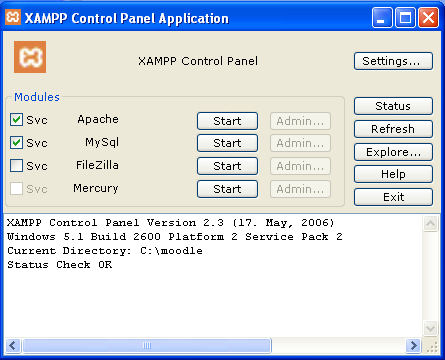 XAMPP Control Panel Application
XAMPP Control Panel
Settings...
Modules
Svc Apache Start Admin...
Svc MySql Start Admin...
Svc FileZilla Start Admin...
Svc Mercury Start Admin...
Status
Refresh
Explore...
Help
Exit
XAMPP Control Panel Version 2.3 (17. May, 2006)
Windows 5.1 Build 2600 Platform 2 Service Pack 2
Current Directory: C:\moodle
Status Check OK